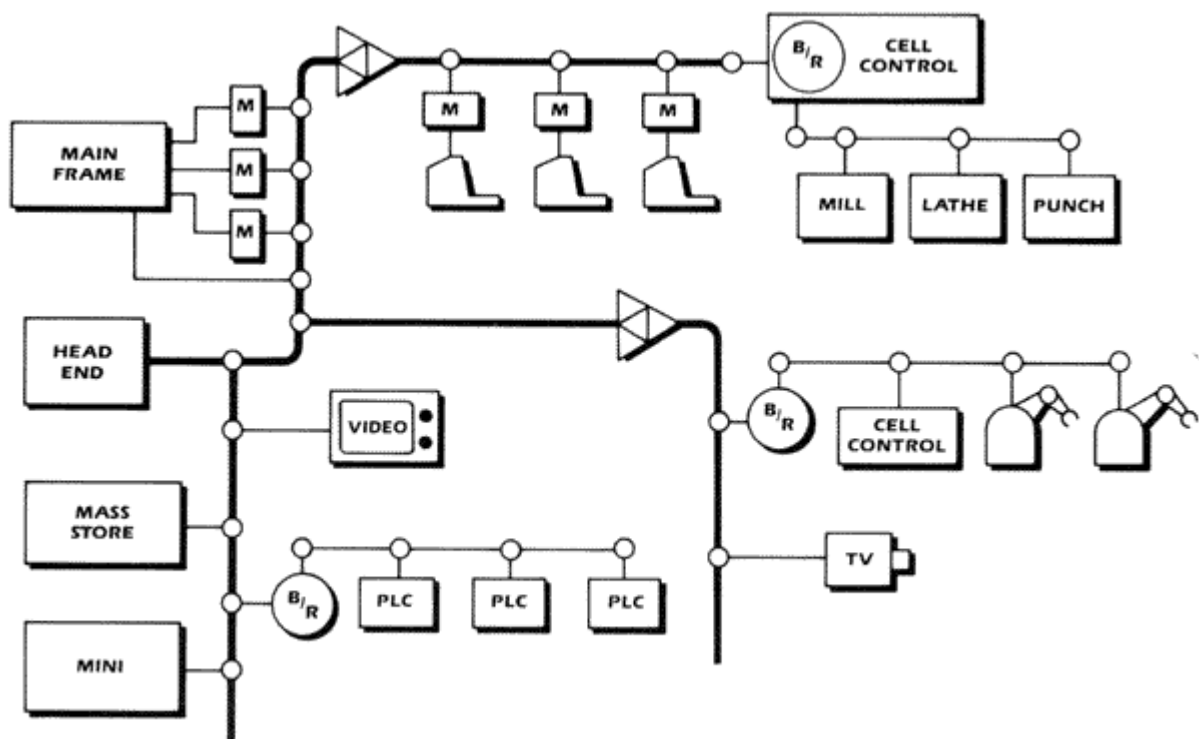 B/R
CELL
CONTROL
M
MAIN
FRAME
M
M
M
M
M
MILL
LATHE
PUNCH
HEAD
END
VIDEO
B/R
CELL
CONTROL
MASS
STORE
TV
B/R
PLC
PLC
PLC
MINI